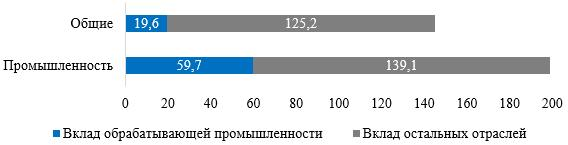 Общие 19,6 125,2
Промышленность 59,7 139,1
0 20 40 60 80 100 120 140 160 180 200
Вклад обрабатывающей промышленности Вклад остальных отраслей